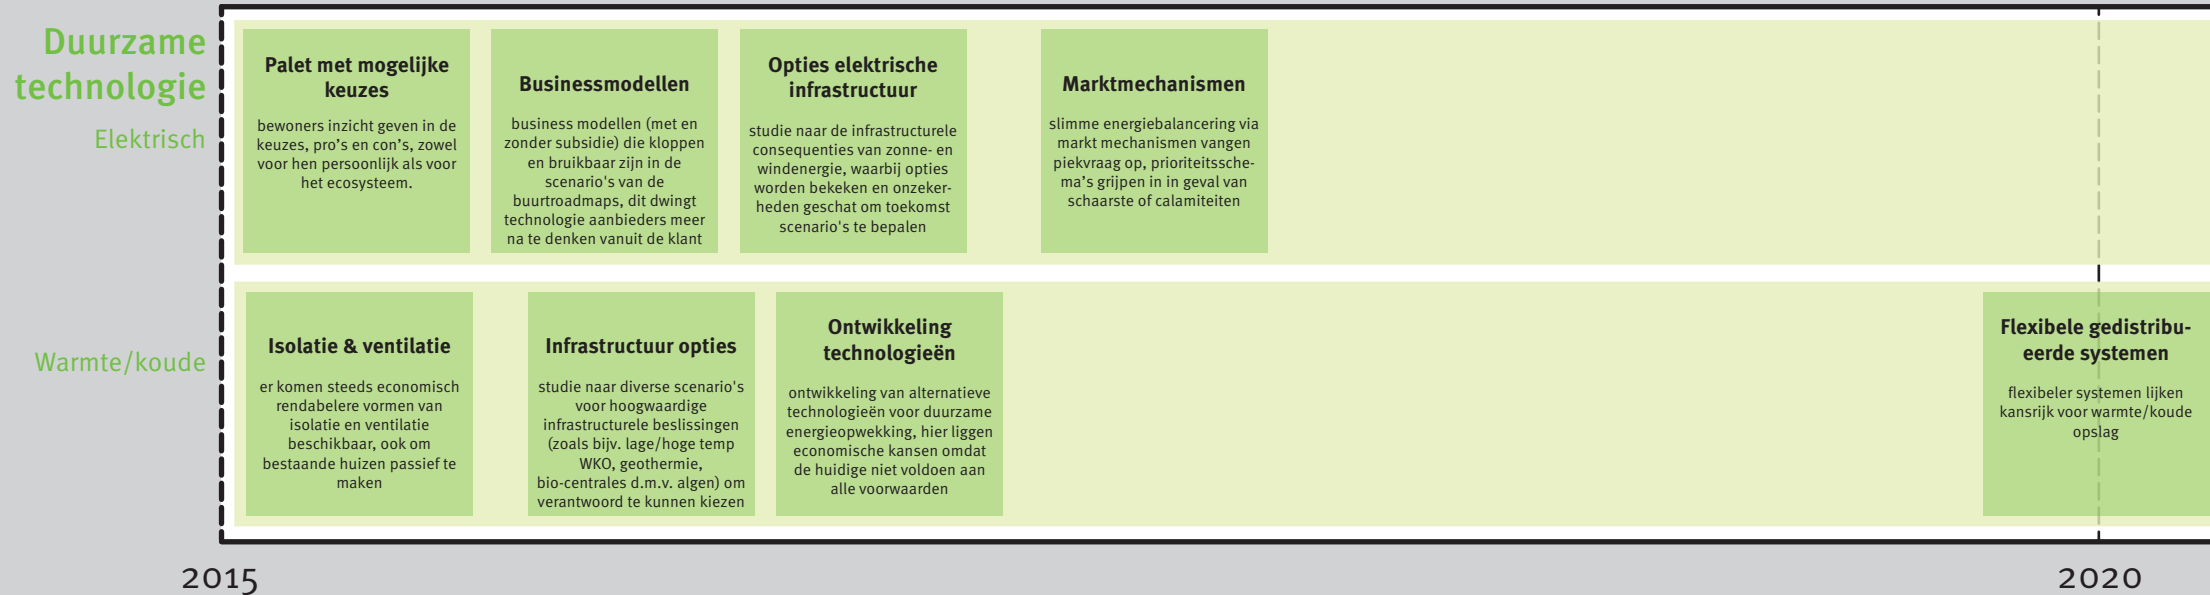 Duurzame
technologie
Elektrisch
Palet met mogelijke
keuzes
bewoners inzicht geven in de
keuzes, pro's en con's, zowel
voor hen persoonlijk als voor
het ecosysteem.
Businessmodellen
business modellen (met en
zonder subsidie) die kloppen
en bruikbaar zijn in de
scenario's van de
buurtroadmaps, dit dwingt
technologie aanbieders meer
na te denken vanuit de klant
Opties elektrische
infrastructuur
studie naar de infrastructurele
consequenties van zonne- en
windenergie, waarbij opties
worden bekeken en onzeker-
heden geschat om toekomst
scenario's te bepalen
Marktmechanismen
slimme energiebalancering via
markt mechanismen vangen
piekvraag op, prioriteitssche-
ma's grijpen in in geval van
schaarste of calamiteiten
Warmte/koude
Isolatie & ventilatie
er komen steeds economisch
rendabelere vormen van
isolatie en ventilatie
beschikbaar, ook om
bestaande huizen passief te
maken
Infrastructuur opties
studie naar diverse scenario's
voor hoogwaardige
infrastructurele beslissingen
(zoals bijv. lage/hoge temp
WKO, geothermie,
bio-centrales d.m.v. algen) om
verantwoord te kunnen kiezen
Ontwikkeling
technologieën
ontwikkeling van alternatieve
technologieën voor duurzame
energieopwekking, hier liggen
economische kansen omdat
de huidige niet voldoen aan
alle voorwaarden
Flexibele gedistribu-
eerde systemen
flexibeler systemen lijken
kansrijk voor warmte/koude
opslag
2015
2020